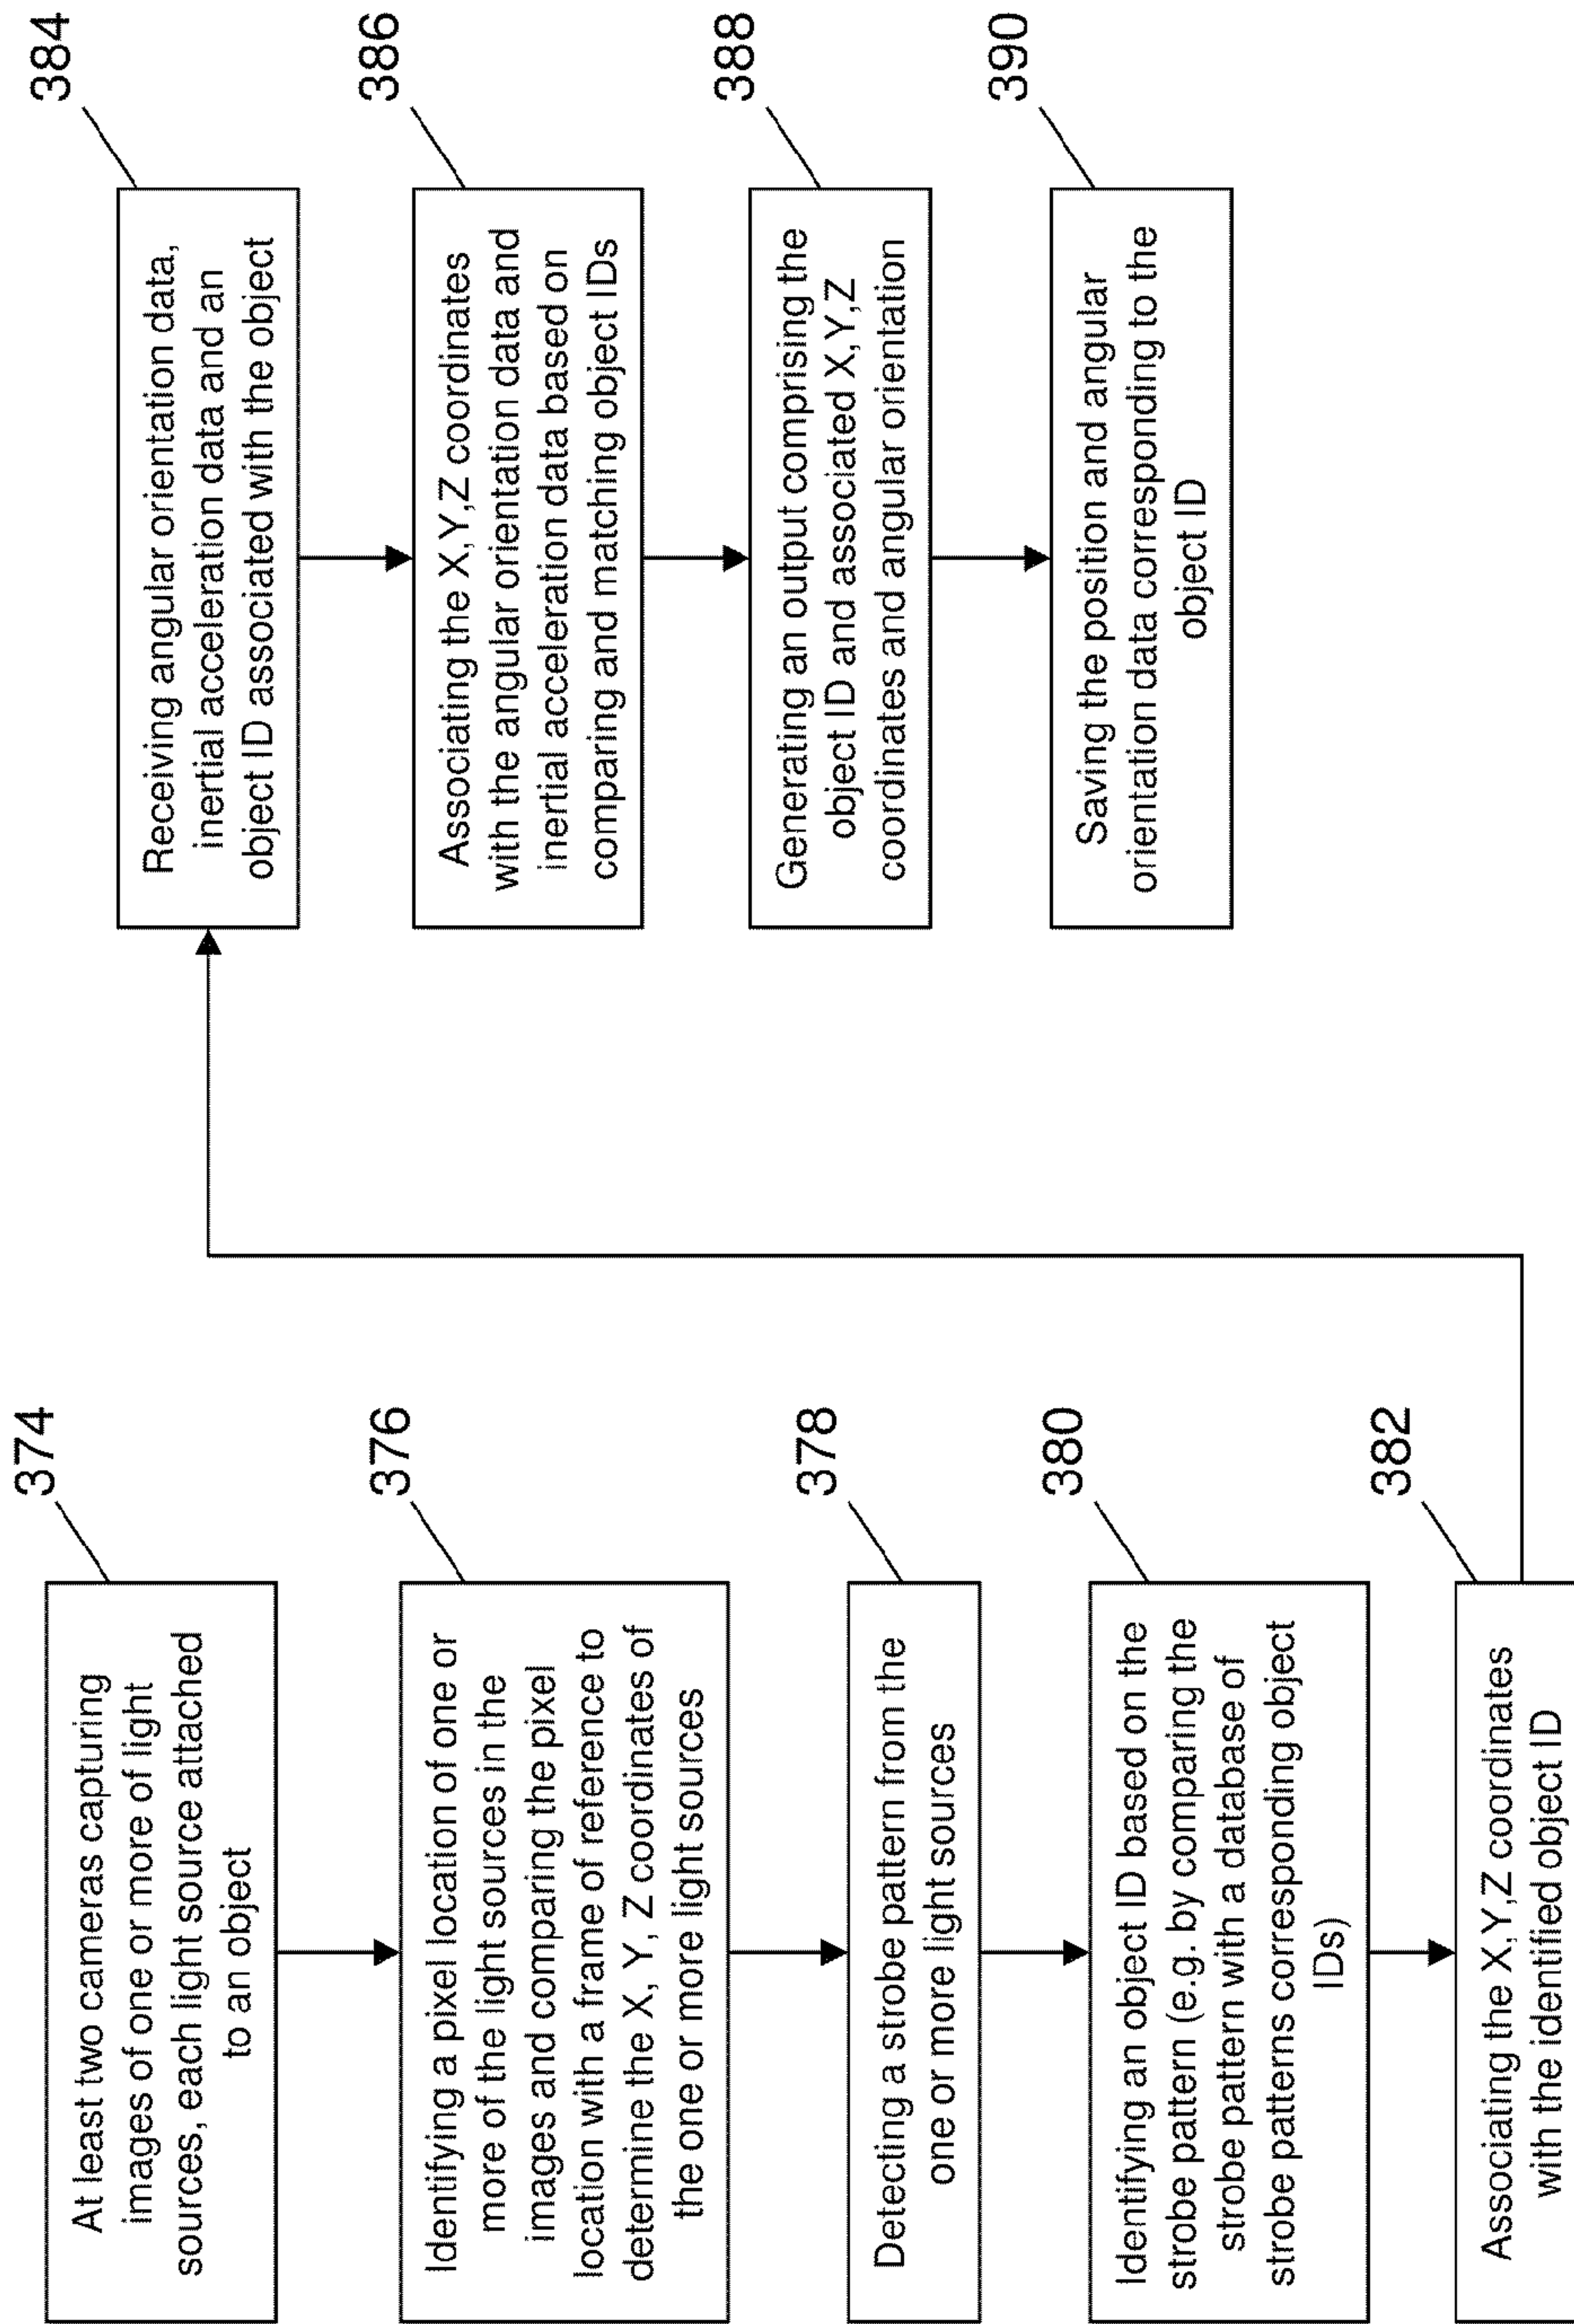 374
At least two cameras capturing
images of one or more of light
sources, each light source attached
to an object
376
Identifying a pixel location of one or
more of the light sources in the
images and comparing the pixel
location with a frame of reference to
determine the X, Y, Z coordinates of
the one or more light sources
378
Detecting a strobe pattern from the
one or more light sources
380
Identifying an object ID based on the
strobe pattern (e.g. by comparing the
strobe pattern with a database of
strobe patterns corresponding object
IDs)
382
Associating the X,Y,Z coordinates
with the identified object ID
384
Receiving angular orientation data,
inertial acceleration data and an
object ID associated with the object
386
Associating the X,Y,Z coordinates
with the angular orientation data and
inertial acceleration data based on
comparing and matching object IDs
388
Generating an output comprising the
object ID and associated X,Y,Z
coordinates and angular orientation
390
Saving the position and angular
orientation data corresponding to the
object ID